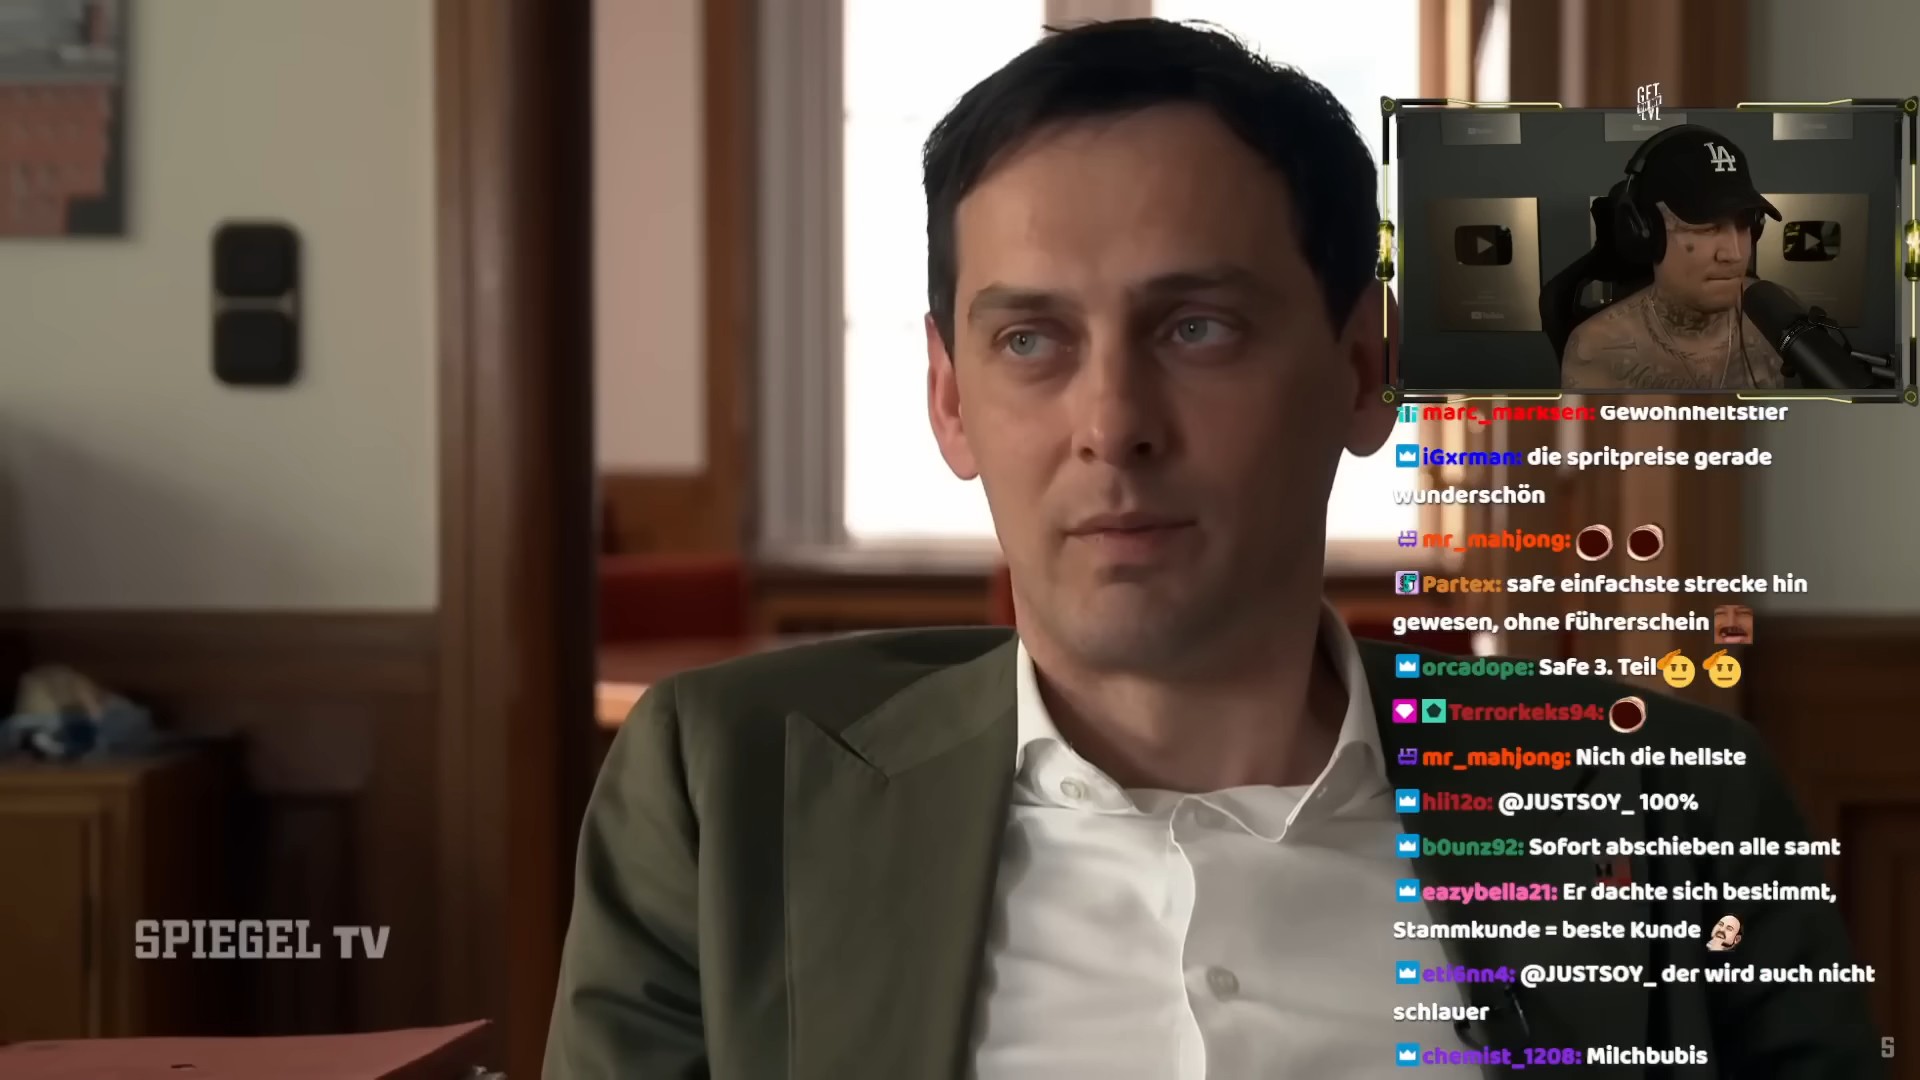 GET
LVL
LA
marc_marksen: Gewohnheitstier
iGxrman: die spritpreise gerade
wunderschön
mr_mahjong:
Partex: safe einfachste strecke hin
gewesen, ohne führerschein
orcadope: Safe 3. Teil
Terrorkeks94:
mr_mahjong: Nich die hellste
hli12o: @JUSTSOY_ 100%
b0unz92: Sofort abschieben alle samt
eazybella21: Er dachte sich bestimmt,
Stammkunde = beste Kunde
eti6nn4: @JUSTSOY_ der wird auch nicht
schlauer
chemist_1208: Milchbubis
SPIEGEL TV
S